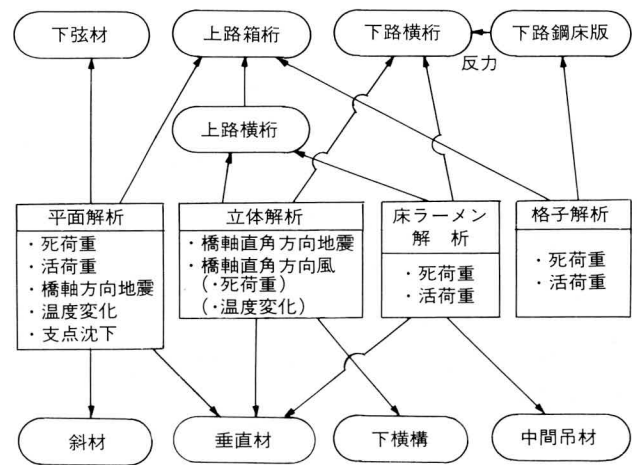 下弦材
上路箱桁
下路横桁
下路鋼床版
反力
上路横桁
平面解析
・死荷重
・活荷重
・橋軸方向地震
・温度変化
・支点沈下
立体解析
・橋軸直角方向地震
・橋軸直角方向風
(・死荷重)
(・温度変化)
床ラーメン
解 析
・死荷重
・活荷重
格子解析
・死荷重
・活荷重
斜材
垂直材
下横構
中間吊材